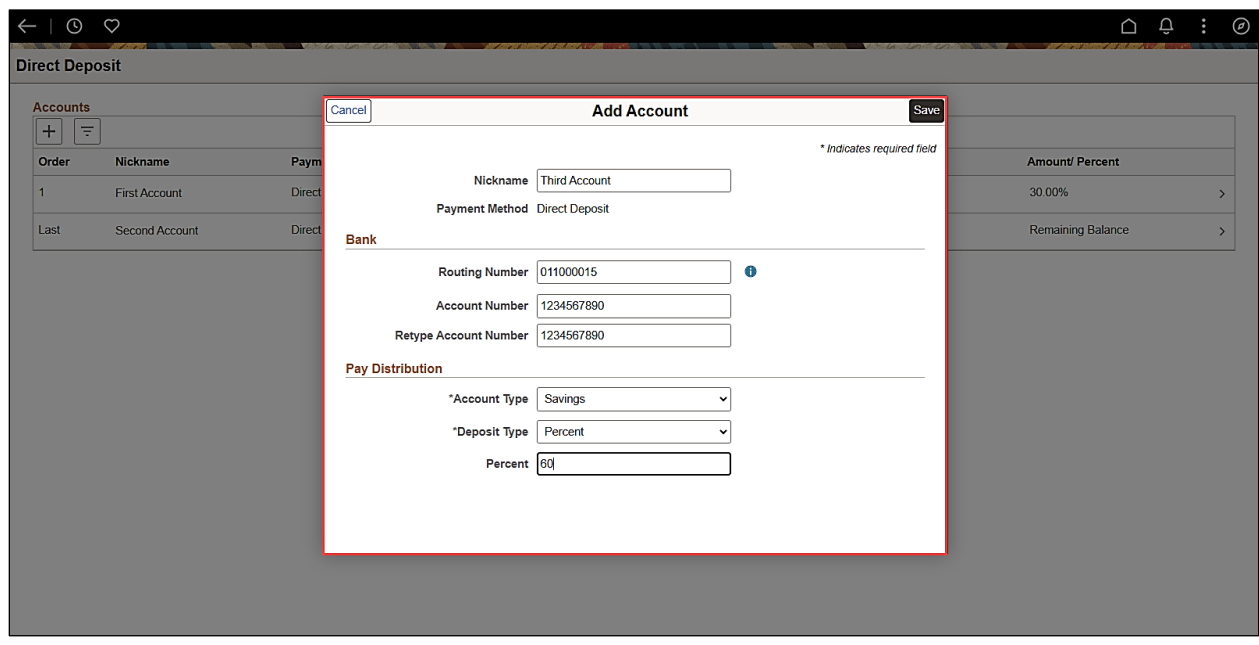 Direct Deposit
Accounts
Cancel Add Account Save
* Indicates required field
Order Nickname Paym Amount/ Percent
1 First Account Direct 30.00%
Last Second Account Direct Remaining Balance
Nickname Third Account
Payment Method Direct Deposit
Bank
Routing Number 011000015
Account Number 1234567890
Retype Account Number 1234567890
Pay Distribution
*Account Type Savings
*Deposit Type Percent
Percent 60